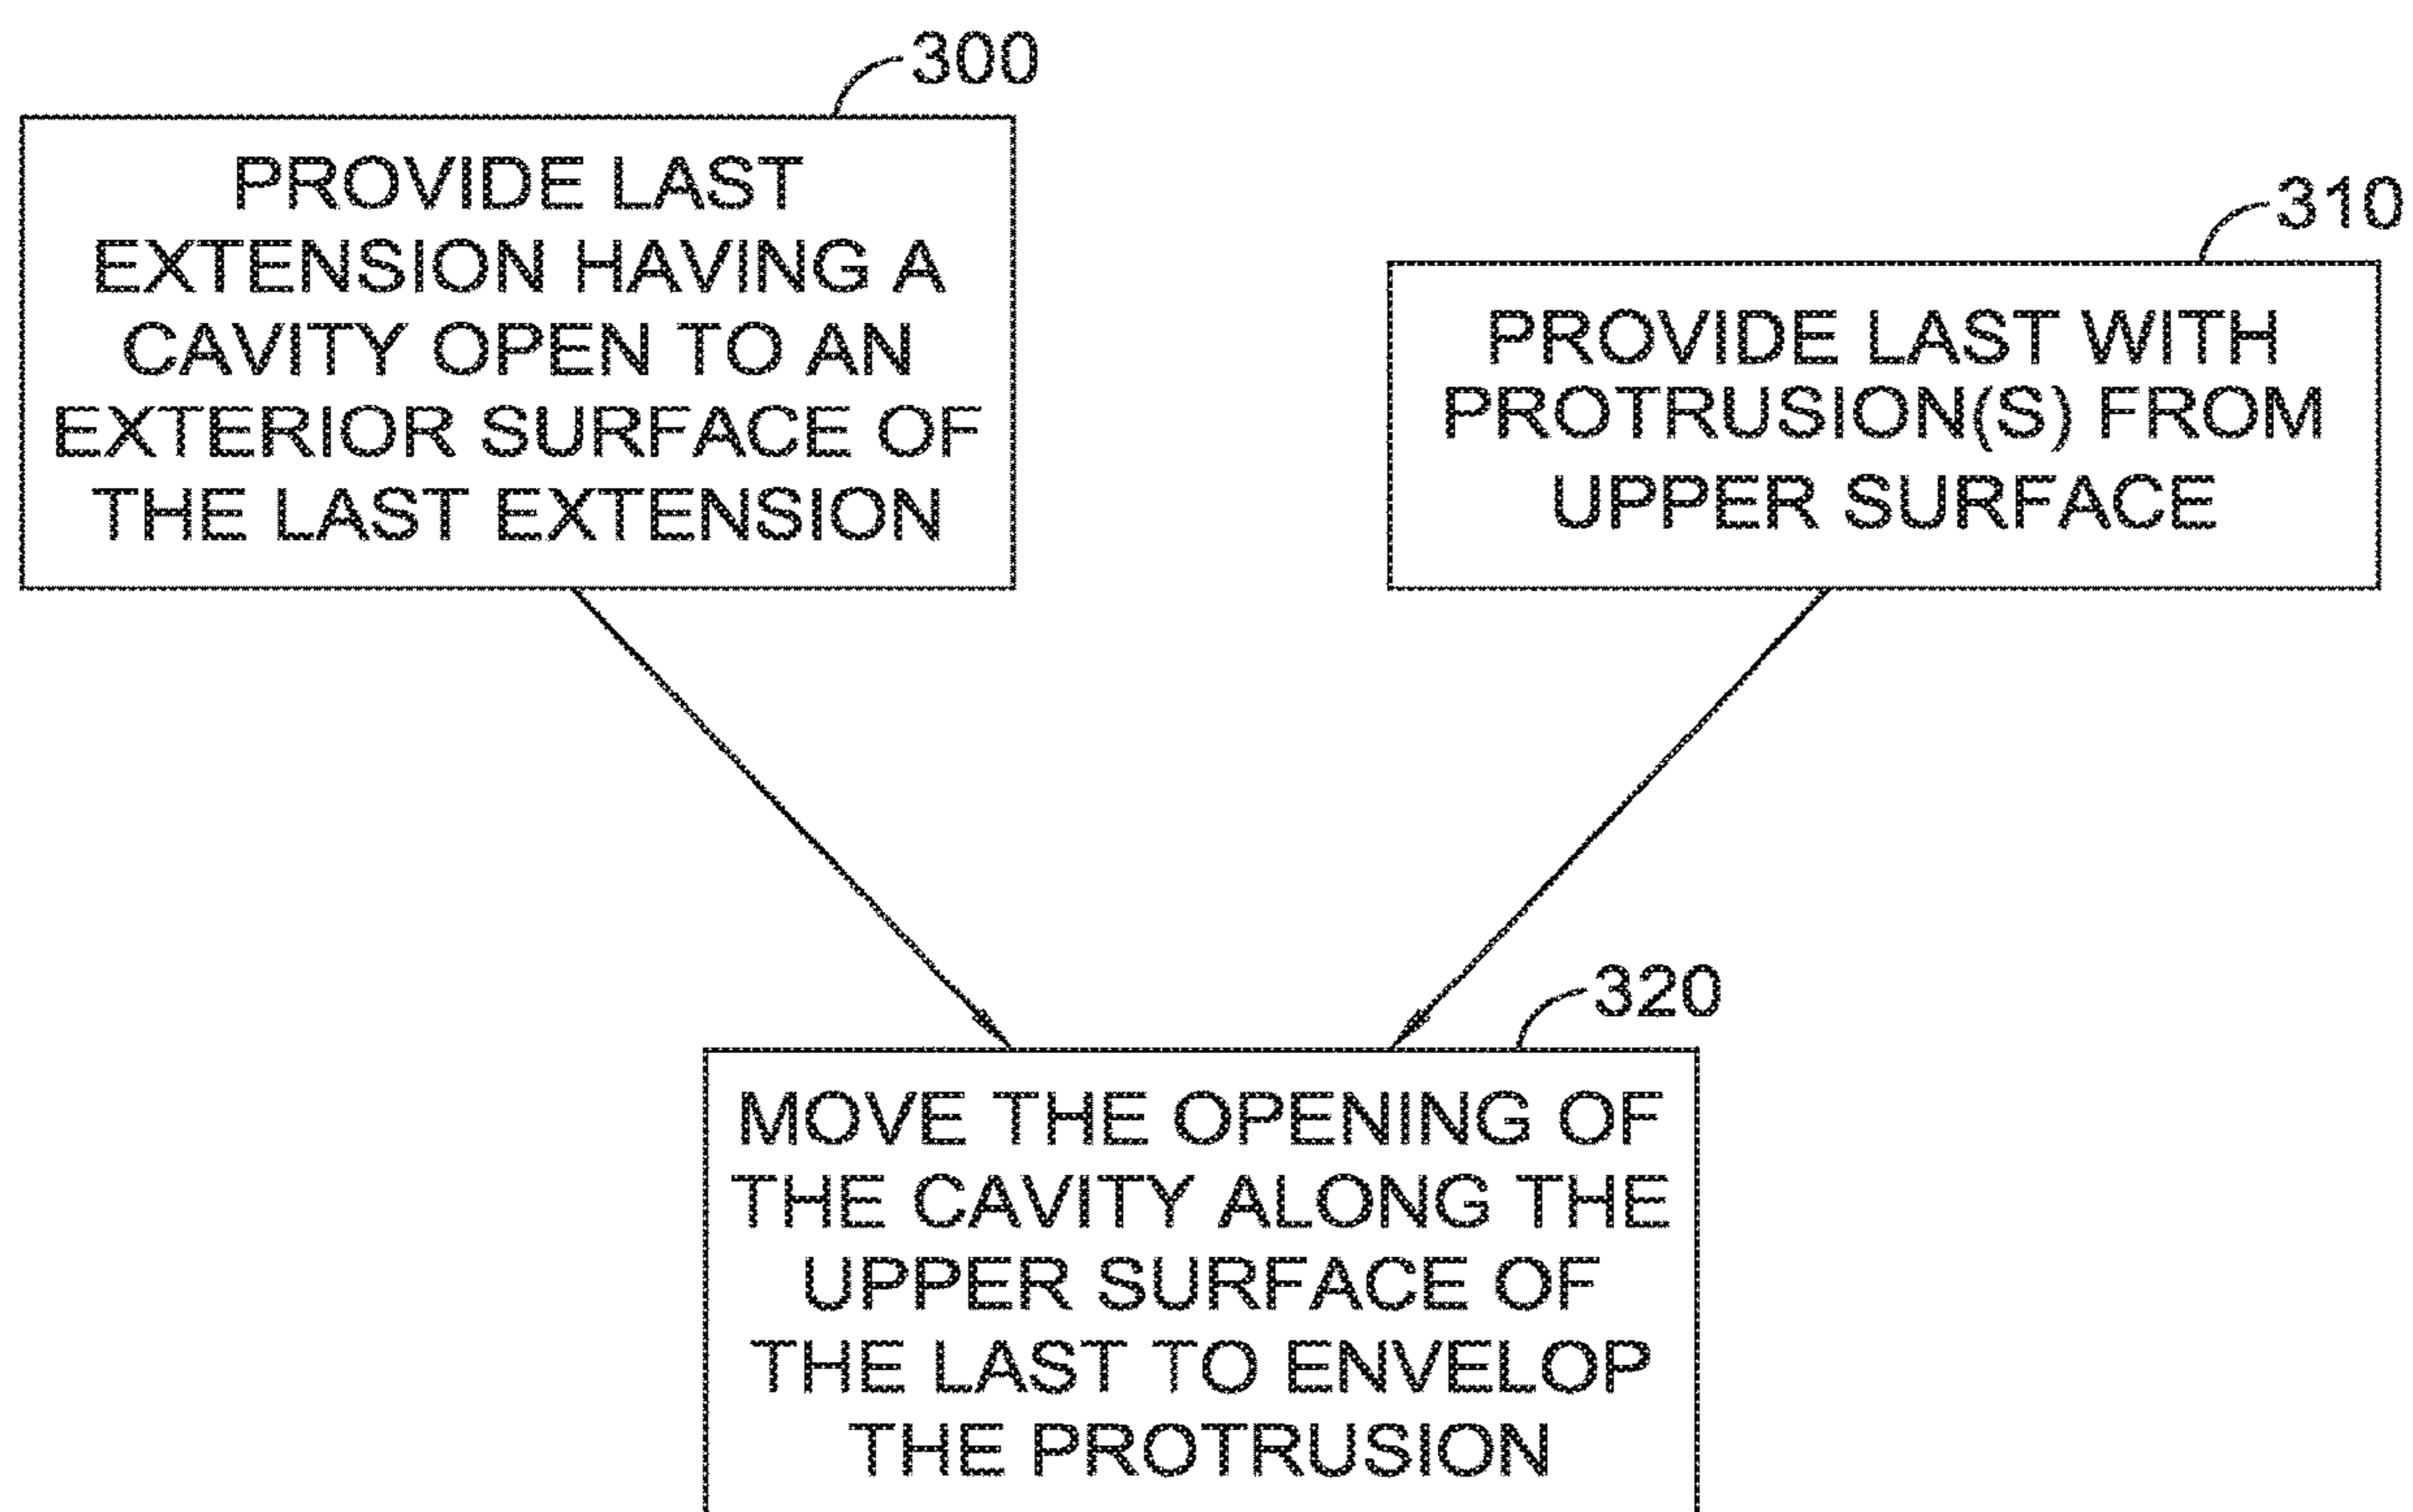 300
PROVIDE LAST
EXTENSION HAVING A
CAVITY OPEN TO AN
EXTERIOR SURFACE OF
THE LAST EXTENSION
310
PROVIDE LAST WITH
PROTRUSION(S) FROM
UPPER SURFACE
320
MOVE THE OPENING OF
THE CAVITY ALONG THE
UPPER SURFACE OF
THE LAST TO ENVELOP
THE PROTRUSION